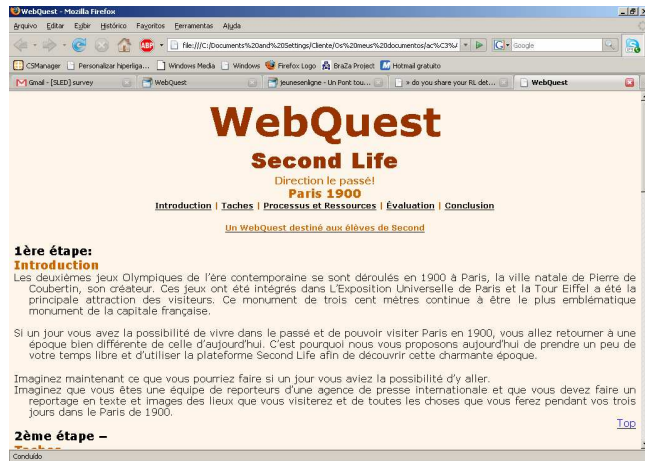 WebQuest - Mozilla Firefox
Arquivo Editar Exibir Histórico Favoritos Ferramentas Ajuda
file:///C:/Documents%20and%20Settings/Cliente/Os%20meus%20documentos/ac%C3%
Google
CSManager Personalizar hiperliga... Windows Media Windows Firefox Logo BraZa Project Hotmail gratuito
Gmail - [SLED] survey WebQuest jeunesenligne - Un Pont tou... » do you share your RL det... WebQuest
WebQuest
Second Life
Direction le passé!
Paris 1900
Introduction | Taches | Processus et Ressources | Évaluation | Conclusion
Un WebQuest destiné aux élèves de Second
1ère étape:
Introduction
Les deuxièmes jeux Olympiques de l'ére contemporaine se sont déroulés en 1900 à Paris, la ville natale de Pierre de
Coubertin, son créateur. Ces jeux ont été intégrés dans L'Exposition Universelle de Paris et la Tour Eiffel a été la
principale attraction des visiteurs. Ce monument de trois cent mètres continue à être le plus emblématique
monument de la capitale française.
Si un jour vous avez la possibilité de vivre dans le passé et de pouvoir visiter Paris en 1900, vous allez retourner à une
époque bien différente de celle d'aujourd'hui. C'est pourquoi nous vous proposons aujourd'hui de prendre un peu de
votre temps libre et d'utiliser la plateforme Second Life afin de découvrir cette charmante époque.
Imaginez maintenant ce que vous pourriez faire si un jour vous aviez la possibilité d'y aller.
Imaginez que vous êtes une équipe de reporteurs d'une agence de presse internationale et que vous devez faire un
reportage en texte et images des lieux que vous visiterez et de toutes les choses que vous ferez pendant vos trois
jours dans le Paris de 1900.
Top
2ème étape –
Taches
Concluído